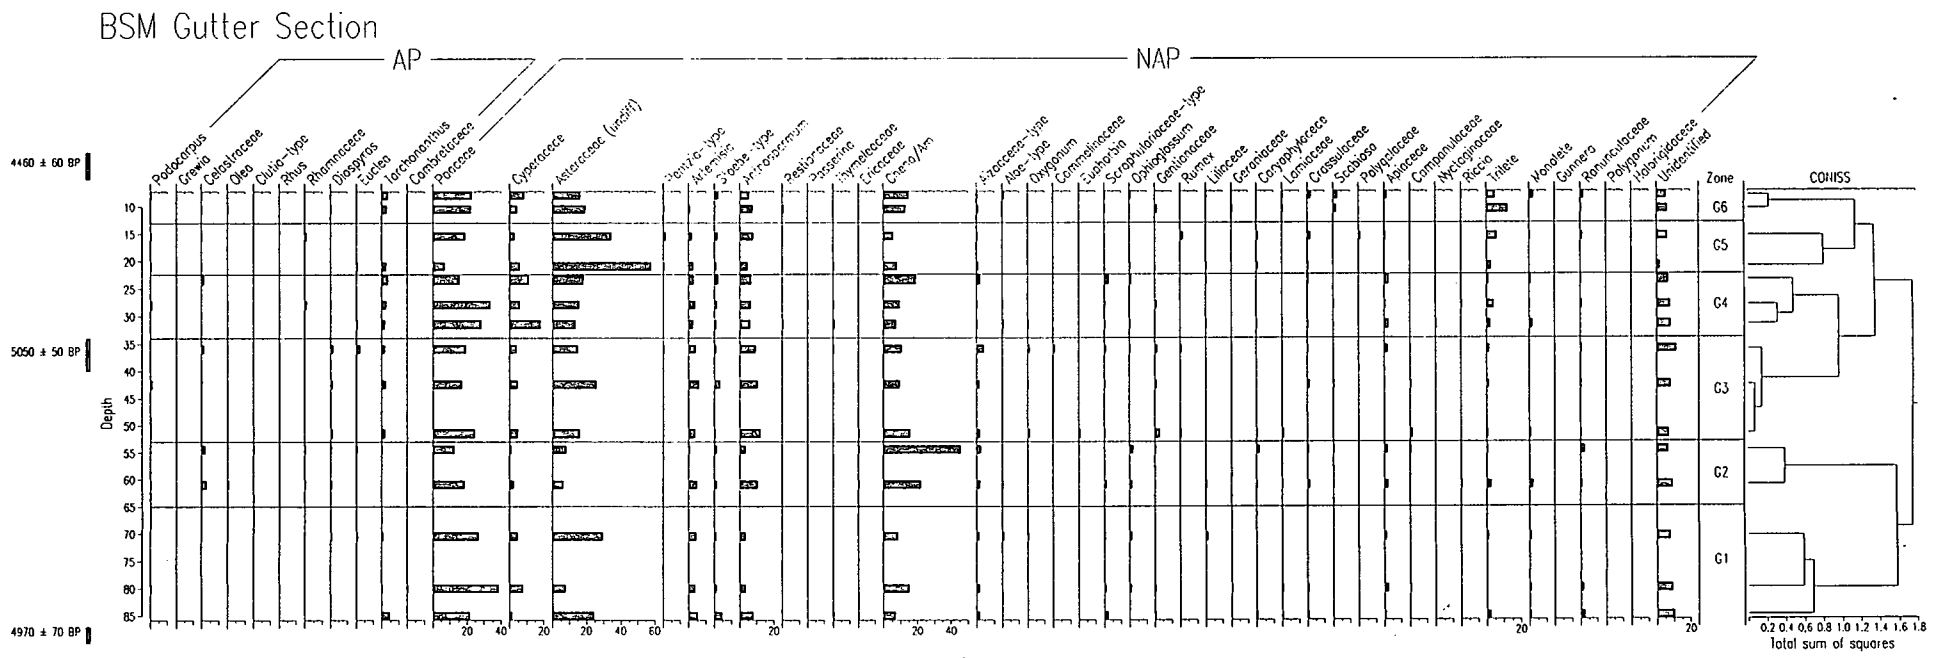 BSM Gutter Section
AP
NAP
Podocarpus
Grewia
Celastraceae
Olea
Clutia-type
Rhus
Rhamnaceae
Diospyros
Euclea
Tarchonanthus
Combretaceae
Poaceae
Cyperaceae
Asteraceae (undiff)
Pentzia-type
Artemisia
Stoebe-type
Anthospermum
Restionaceae
Passerina
Thymeleaceae
Ericaceae
Cheno/Am
Aizoaceae-type
Aloe-type
Oxygonum
Commelinaceae
Euphorbia
Scrophulariaceae-type
Ophioglossum
Gentianaceae
Rumex
Liliaceae
Geraniaceae
Caryophylaceae
Lamiaceae
Crassulaceae
Scabiosa
Polygalaceae
Apiaceae
Campanulaceae
Nyctaginaceae
Riccia
Trilete
Monolete
Gunnera
Ranunculaceae
Polygonum
Haloragidaceae
Unidentified
Zone
CONISS
4460 ± 60 BP
5050 ± 50 BP
4970 ± 70 BP
Depth
10
15
20
25
30
35
40
45
50
55
60
65
70
75
80
85
G6
G5
G4
G3
G2
G1
20 40 20 20 40 60 20 20 40 20 20
0.2 0.4 0.6 0.8 1.0 1.2 1.4 1.6 1.8
Total sum of squares